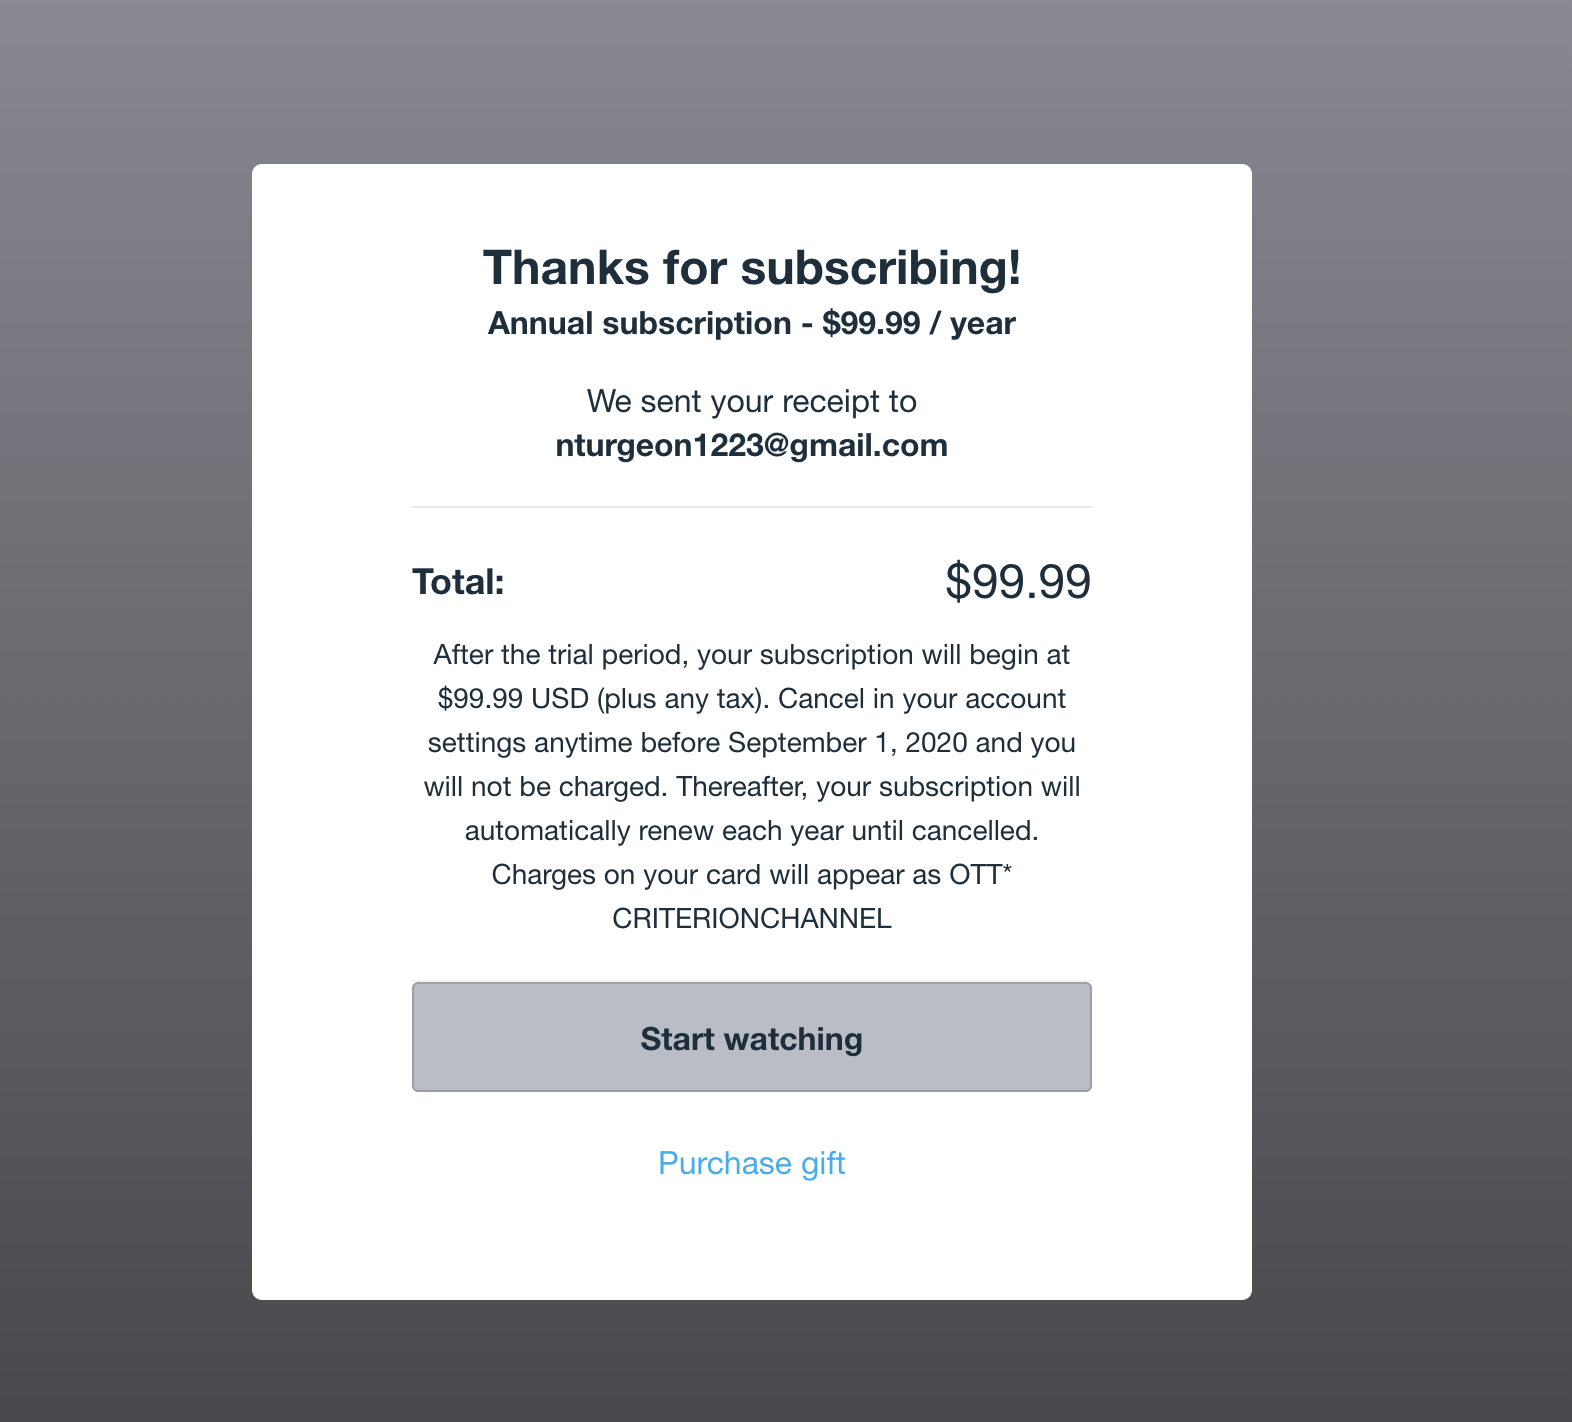 Thanks for subscribing!
Annual subscription - $99.99 / year
We sent your receipt to
nturgeon1223@gmail.com
Total: $99.99
After the trial period, your subscription will begin at
$99.99 USD (plus any tax). Cancel in your account
settings anytime before September 1, 2020 and you
will not be charged. Thereafter, your subscription will
automatically renew each year until cancelled.
Charges on your card will appear as OTT*
CRITERIONCHANNEL
Start watching
Purchase gift